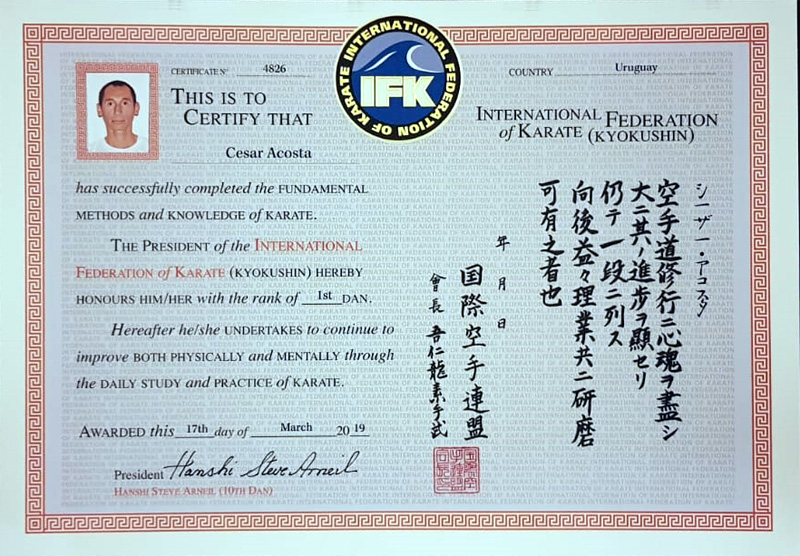 CERTIFICATE Nº 4826
THIS IS TO
CERTIFY THAT
Cesar Acosta
has successfully completed the FUNDAMENTAL
METHODS and KNOWLEDGE of KARATE.
THE PRESIDENT of the INTERNATIONAL
FEDERATION of KARATE (KYOKUSHIN) HEREBY
HONOURS HIM/HER with the rank of 1st DAN.
Hereafter he/she UNDERTAKES to continue to
improve BOTH PHYSICALLY and MENTALLY through
the DAILY STUDY and PRACTICE of KARATE.
AWARDED this 17th day of March 2019
President Hanshi Steve Arneil
HANSHI STEVE ARNEIL (10TH DAN)
INTERNATIONAL FEDERATION OF KARATE
IFK
COUNTRY Uruguay
INTERNATIONAL FEDERATION
of KARATE (KYOKUSHIN)
シーザー・アコスタ
空手道修行ニ心魂ヲ盡シ
大ニ其ノ進歩ヲ顯セリ
仍テ一段ニ列ス
向後益々理業共ニ研磨
可有之者也
年月日
国際空手連盟
會長 吾仁龍素手武